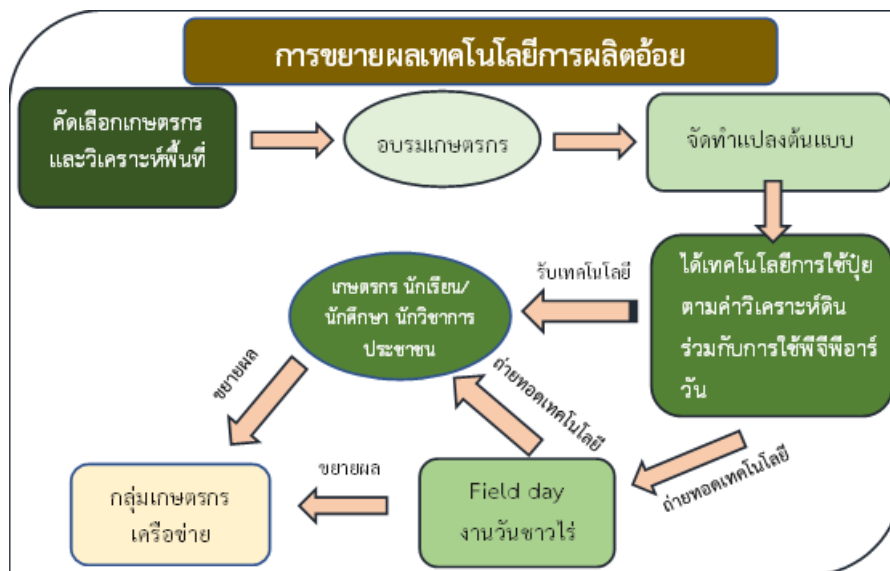 การขยายผลเทคโนโลยีการผลิตอ้อย
คัดเลือกเกษตรกร
และวิเคราะห์พื้นที่
อบรมเกษตรกร
จัดทำแปลงต้นแบบ
ได้เทคโนโลยีการใช้ปุ๋ย
ตามค่าวิเคราะห์ดิน
ร่วมกับการใช้พีจีพีอาร์
วัน
รับเทคโนโลยี
เกษตรกร นักเรียน/
นักศึกษา นักวิชาการ
ประชาชน
ถ่ายทอดเทคโนโลยี
ถ่ายทอดเทคโนโลยี
Field day
งานวันชาวไร่
ขยายผล
ขยายผล
กลุ่มเกษตรกร
เครือข่าย